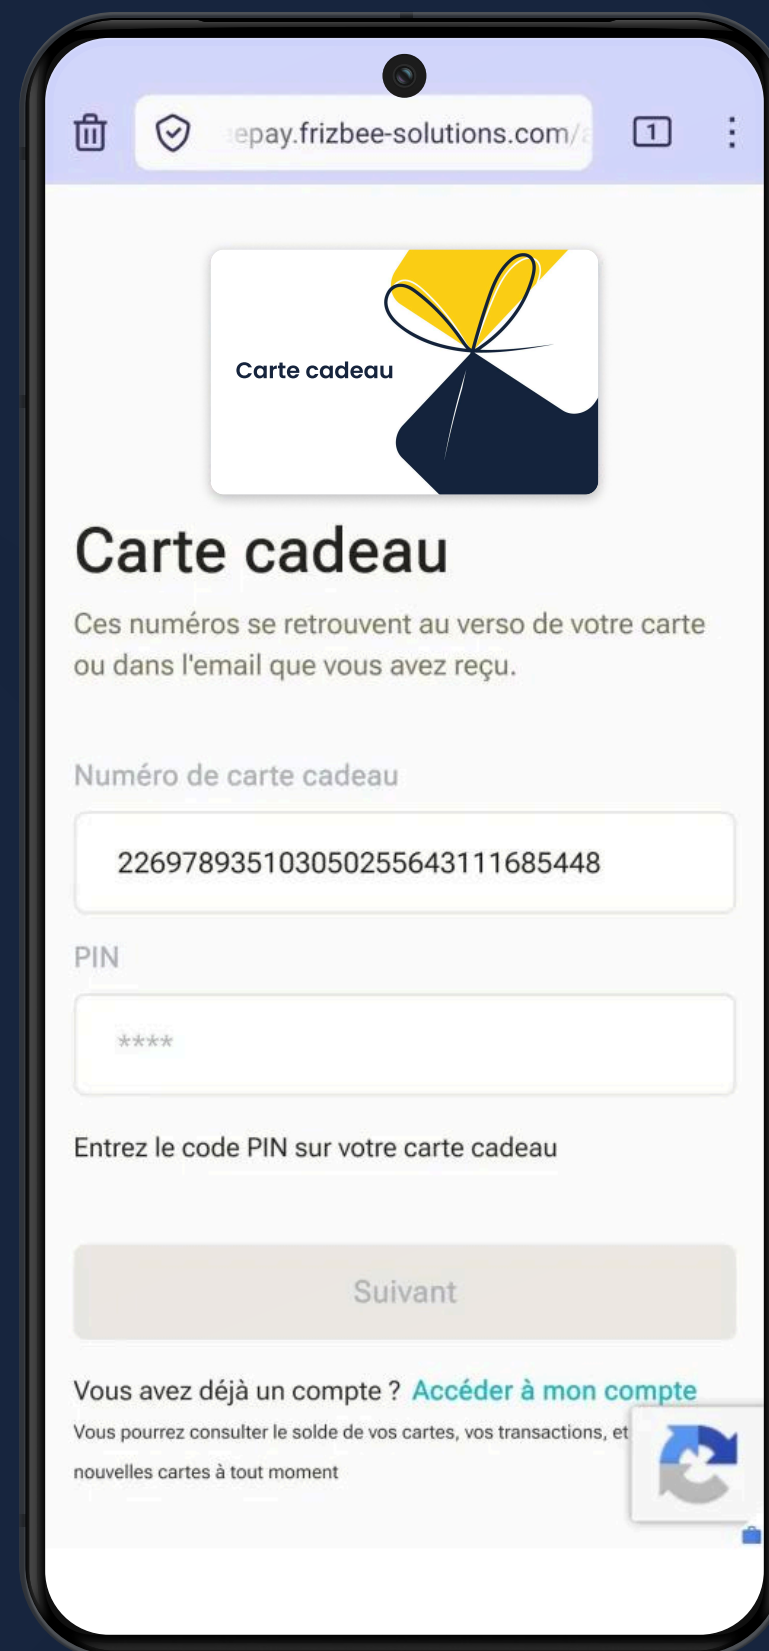 epay.frizbee-solutions.com/
1
Carte cadeau
Carte cadeau
Ces numéros se retrouvent au verso de votre carte
ou dans l'email que vous avez reçu.
Numéro de carte cadeau
22697893510305025564311168​5448
PIN
****
Entrez le code PIN sur votre carte cadeau
Suivant
Vous avez déjà un compte ? Accéder à mon compte
Vous pourrez consulter le solde de vos cartes, vos transactions, et
nouvelles cartes à tout moment